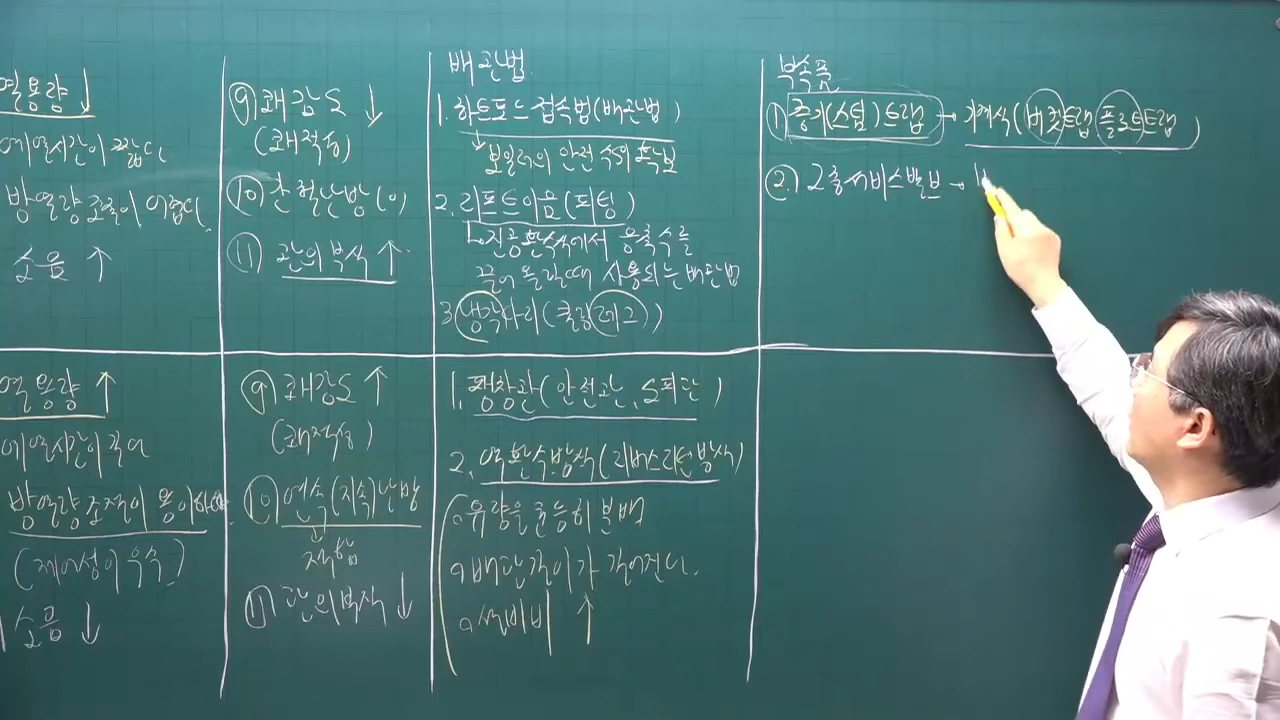 열용량 ↓
예열시간이 짧다
방열량 조절이 어렵다.
소음 ↑
⑨ 쾌감도 ↓
(쾌적성)
⑩ 간헐난방(이)
⑪ 관의 부식 ↑
배관법
1. 하트포드 접속법(배관법)
↳ 보일러의 안전수위 확보
2. 리프트이음(피팅)
↳ 진공환수식에서 응축수를
끌어 올릴때 사용되는 배관법
3. 냉각다리(쿨링레그)
부속품
① 증기(스팀)트랩 → 기계식(버킷트랩 플로트트랩)
② 2중서비스밸브 →
열용량 ↑
예열시간이 길다
방열량 조절이 용이하다.
(제어성이 우수)
소음 ↓
⑨ 쾌감도 ↑
(쾌적성)
⑩ 연속(지속)난방
⑪ 관의 부식 ↓
1. 팽창관(안전관, 도피관)
2. 역환수방식(리버스리턴방식)
유량을 균등히 분배
배관길이가 길어진다.
설비비 ↑